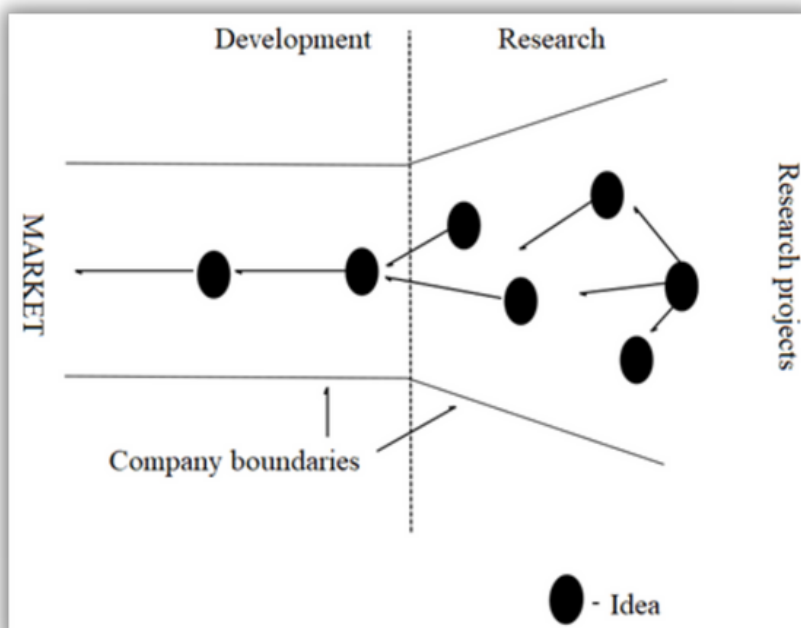 Development
Research
MARKET
Research projects
Company boundaries
- Idea